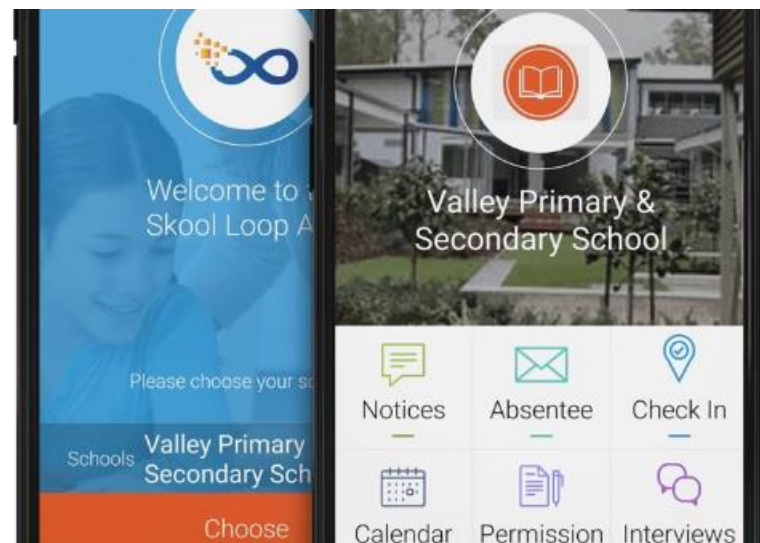 Welcome to t
Skool Loop A
Please choose your sc
Schools
Valley Primary
Secondary Sch
Choose
Valley Primary &
Secondary School
Notices Absentee Check In
Calendar Permission Interviews